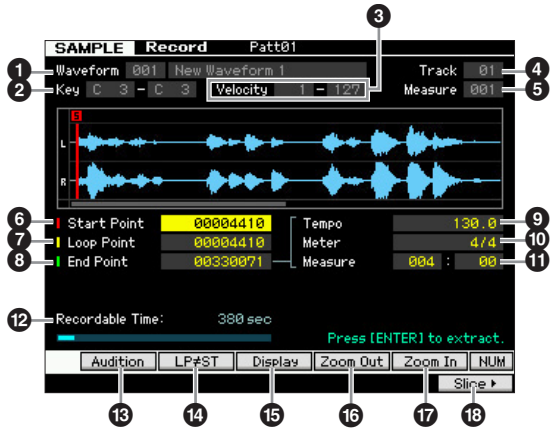 3
SAMPLE Record Patt01
1 Waveform 001 New Waveform 1 Track 01 4
2 Key C 3 - C 3 Velocity 1 - 127 Measure 001 5
S
L
R
6 Start Point 00004410 Tempo 130.0 9
7 Loop Point 00004410 Meter 4/4 10
8 End Point 00330071 Measure 004 : 00 11
12 Recordable Time: 380 sec
Press [ENTER] to extract.
Audition LP≠ST Display Zoom Out Zoom In NUM
Slice
13 14 15 16 17 18